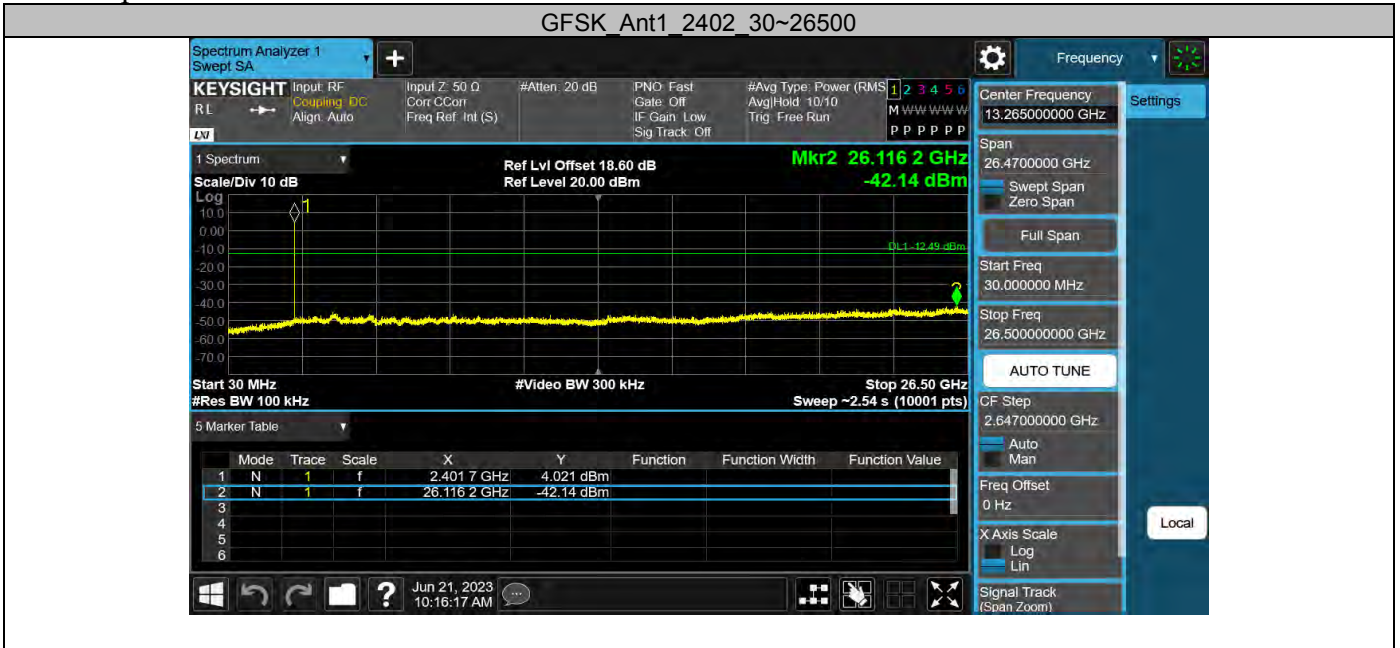 GFSK_Ant1_2402_30~26500
Spectrum Analyzer 1
Swept SA
Frequency
KEYSIGHT
RL
LXI
Input: RF
Coupling: DC
Align: Auto
Input Z: 50 Ω
Corr CCorr
Freq Ref: Int (S)
#Atten: 20 dB
PNO: Fast
Gate: Off
IF Gain: Low
Sig Track: Off
#Avg Type: Power (RMS
Avg|Hold: 10/10
Trig: Free Run
1 2 3 4 5 6
M W W W W W
P P P P P P
1 Spectrum
Scale/Div 10 dB
Ref Lvl Offset 18.60 dB
Ref Level 20.00 dBm
Mkr2 26.116 2 GHz
-42.14 dBm
Log
10.0
0.00
-10.0
-20.0
-30.0
-40.0
-50.0
-60.0
-70.0
1
2
DL1 -12.49 dBm
Start 30 MHz
#Video BW 300 kHz
Stop 26.50 GHz
#Res BW 100 kHz
Sweep ~2.54 s (10001 pts)
5 Marker Table
Mode Trace Scale X Y Function Function Width Function Value
1 N 1 f 2.401 7 GHz 4.021 dBm
2 N 1 f 26.116 2 GHz -42.14 dBm
3
4
5
6
Jun 21, 2023
10:16:17 AM
Center Frequency
13.265000000 GHz
Settings
Span
26.4700000 GHz
Swept Span
Zero Span
Full Span
Start Freq
30.000000 MHz
Stop Freq
26.500000000 GHz
AUTO TUNE
CF Step
2.647000000 GHz
Auto
Man
Freq Offset
0 Hz
Local
X Axis Scale
Log
Lin
Signal Track
(Span Zoom)